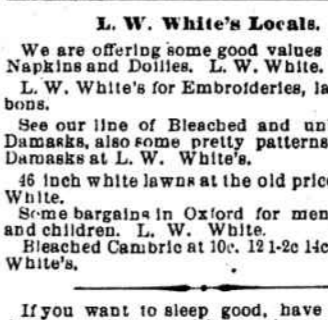 L. W. White's Locals.
We are offering some good values
Napkins and Doilies. L. W. White.
L. W. White's for Embroideries, la
bons.
See our line of Bleached and un
Damasks, also some pretty patterns
Damasks at L. W. White's.
46 inch white lawns at the old pric
White.
Some bargains in Oxford for men
and children. L. W. White.
Bleached Cambric at 10c. 12 1-2c 14c
White's.
If you want to sleep good, have